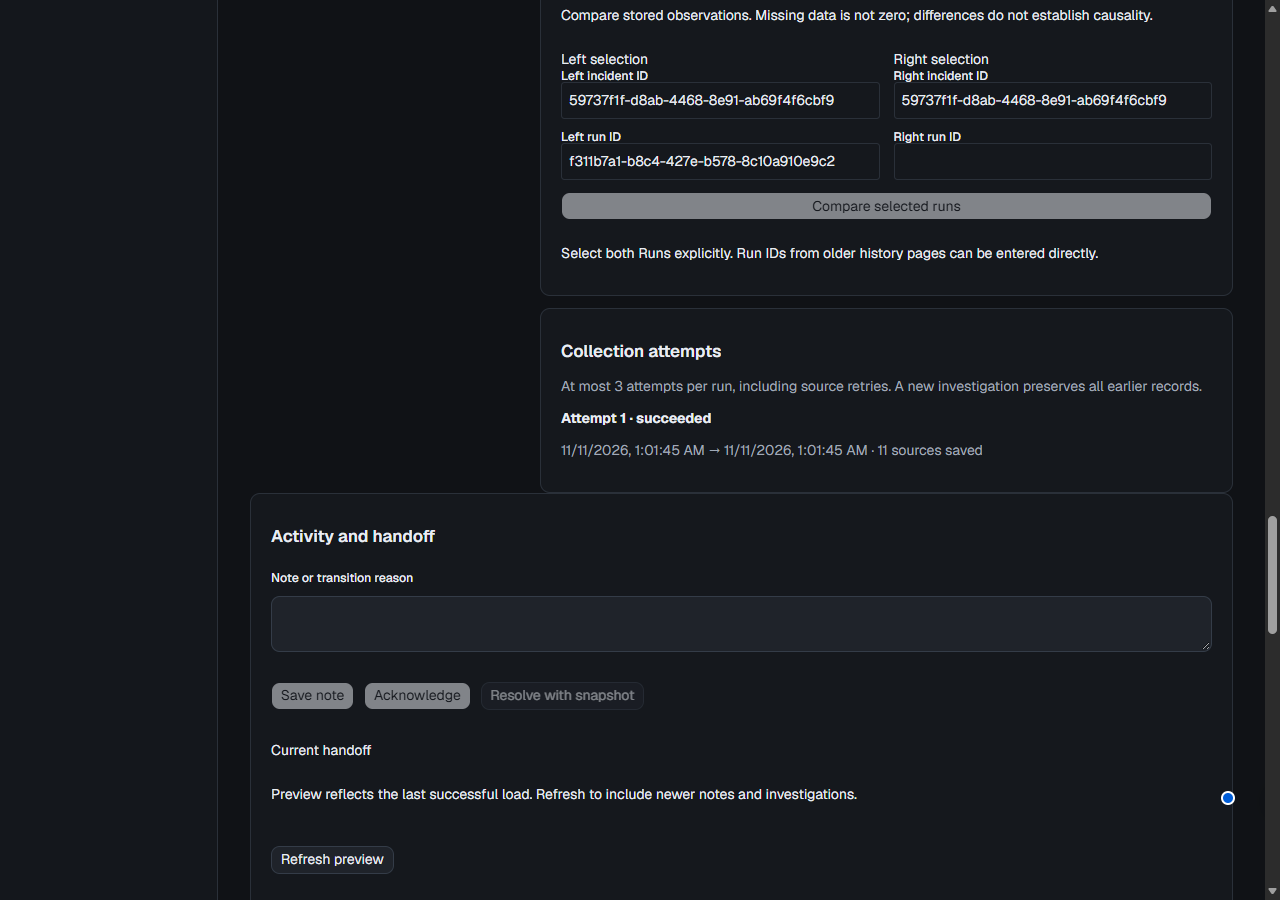 Compare stored observations. Missing data is not zero; differences do not establish causality.
Left selection
Left incident ID
59737f1f-d8ab-4468-8e91-ab69f4f6cbf9
Left run ID
f311b7a1-b8c4-427e-b578-8c10a910e9c2
Right selection
Right incident ID
59737f1f-d8ab-4468-8e91-ab69f4f6cbf9
Right run ID
Compare selected runs
Select both Runs explicitly. Run IDs from older history pages can be entered directly.
Collection attempts
At most 3 attempts per run, including source retries. A new investigation preserves all earlier records.
Attempt 1 · succeeded
11/11/2026, 1:01:45 AM → 11/11/2026, 1:01:45 AM · 11 sources saved
Activity and handoff
Note or transition reason
Save note
Acknowledge
Resolve with snapshot
Current handoff
Preview reflects the last successful load. Refresh to include newer notes and investigations.
Refresh preview